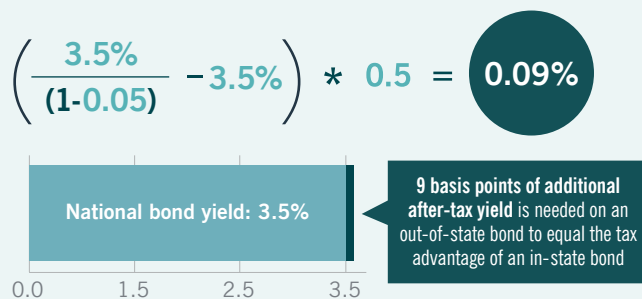 ( 3.5% / (1-0.05) – 3.5% ) * 0.5 = 0.09%
National bond yield: 3.5%
9 basis points of additional
after-tax yield is needed on an
out-of-state bond to equal the tax
advantage of an in-state bond
0.0 1.5 2.5 3.5